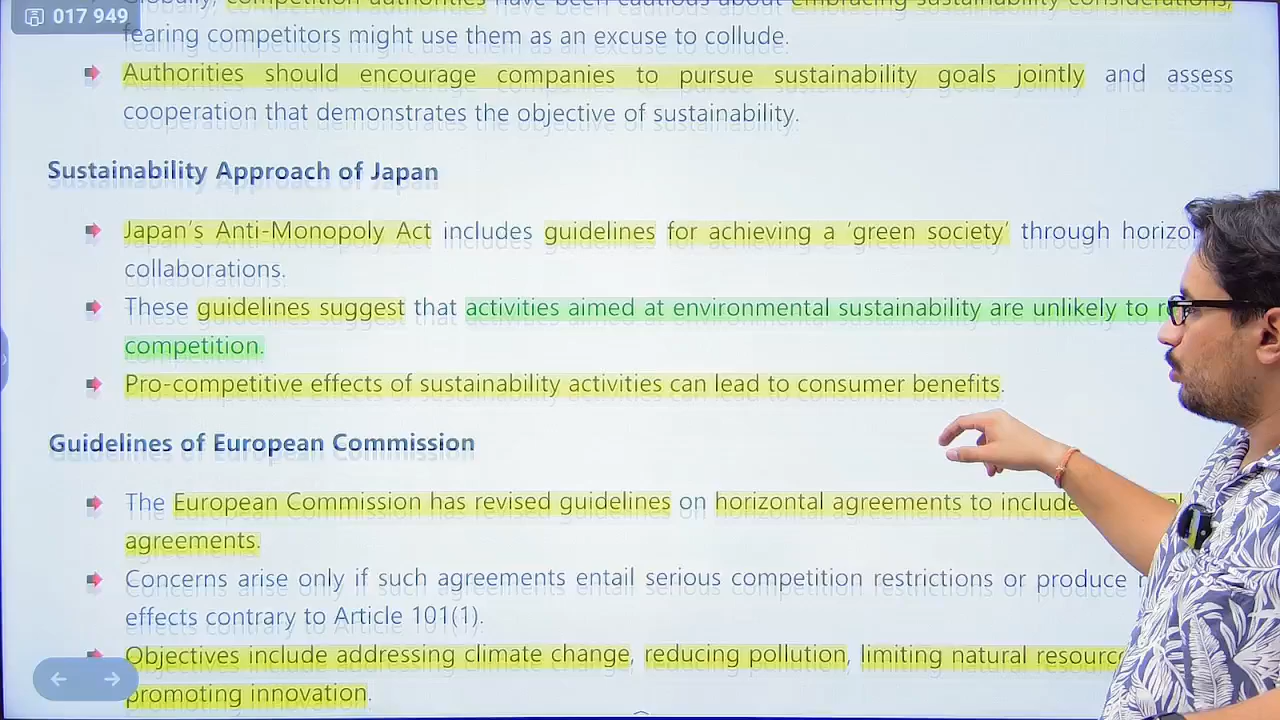 017 949
Globally, competition authorities have been cautious about embracing sustainability considerations,
fearing competitors might use them as an excuse to collude.
Authorities should encourage companies to pursue sustainability goals jointly and assess
cooperation that demonstrates the objective of sustainability.
Sustainability Approach of Japan
Japan's Anti-Monopoly Act includes guidelines for achieving a 'green society' through
collaborations.
These guidelines suggest that activities aimed at environmental sustainability are unlikely to
competition.
Pro-competitive effects of sustainability activities can lead to consumer benefits.
Guidelines of European Commission
The European Commission has revised guidelines on horizontal agreements to include
agreements.
Concerns arise only if such agreements entail serious competition restrictions or produce
effects contrary to Article 101(1).
Objectives include addressing climate change, reducing pollution, limiting natural
promoting innovation.